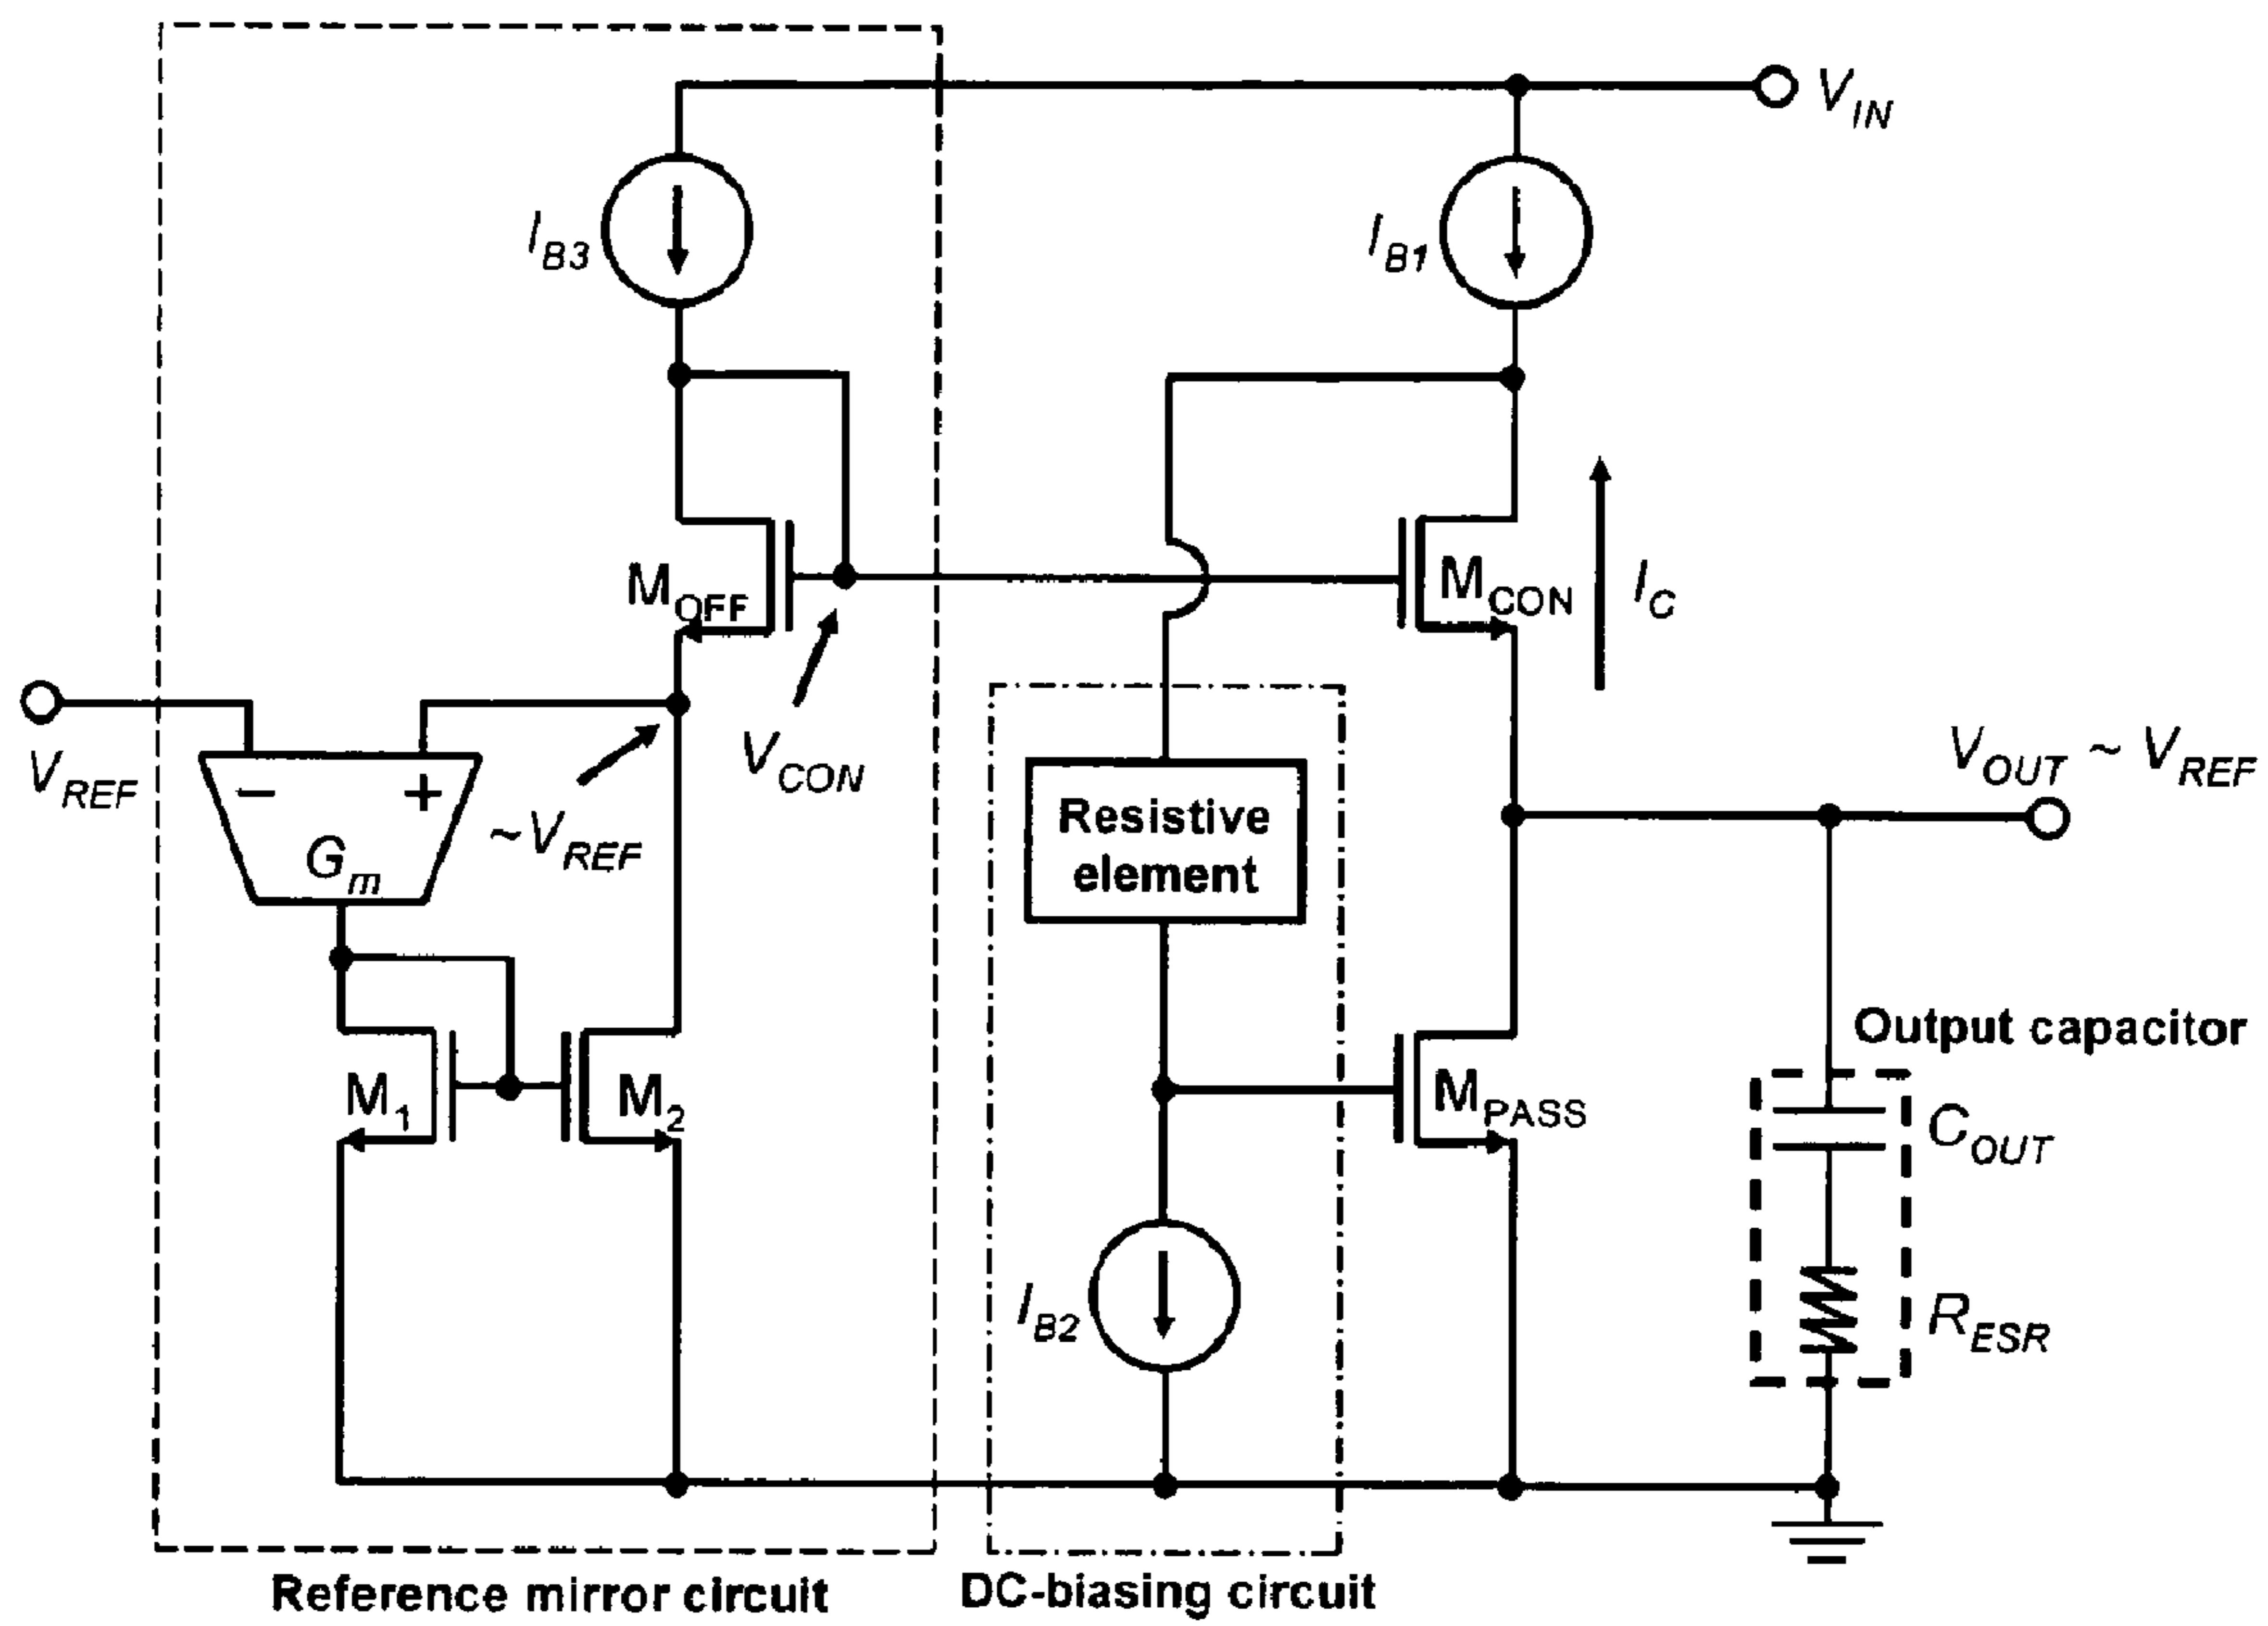 V_IN
I_B3
I_B1
M_OFF
M_CON
I_C
V_REF
V_CON
V_OUT ~ V_REF
− +
G_m
~V_REF
Resistive
element
Output capacitor
M_1
M_2
M_PASS
C_OUT
I_B2
R_ESR
Reference mirror circuit
DC-biasing circuit